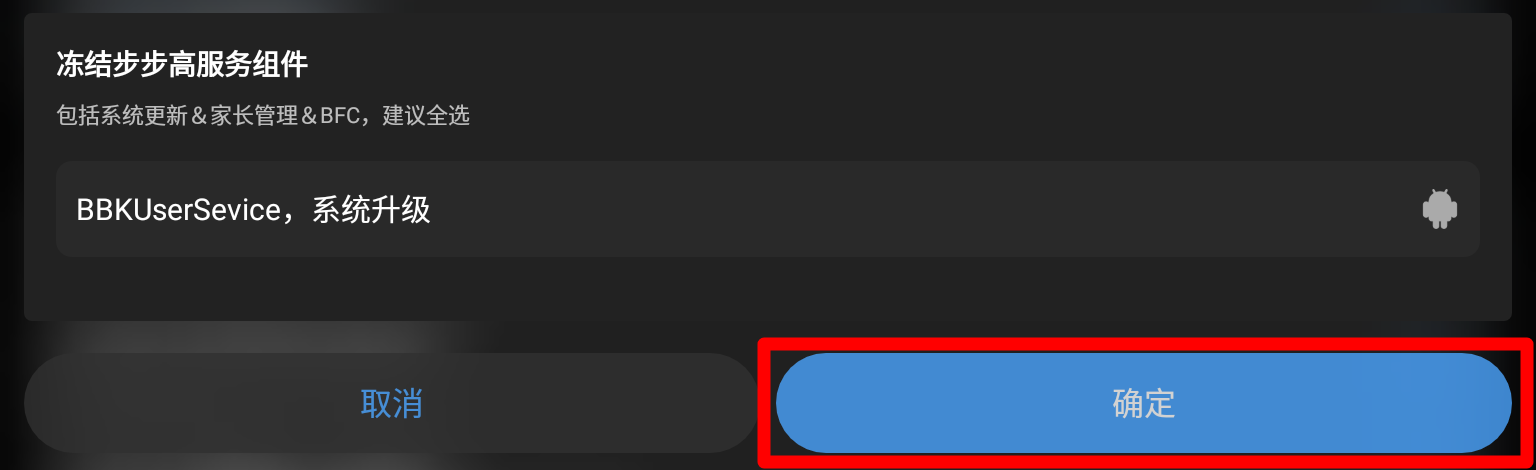 冻结步步高服务组件
包括系统更新&家长管理&BFC，建议全选
BBKUserSevice，系统升级
取消
确定